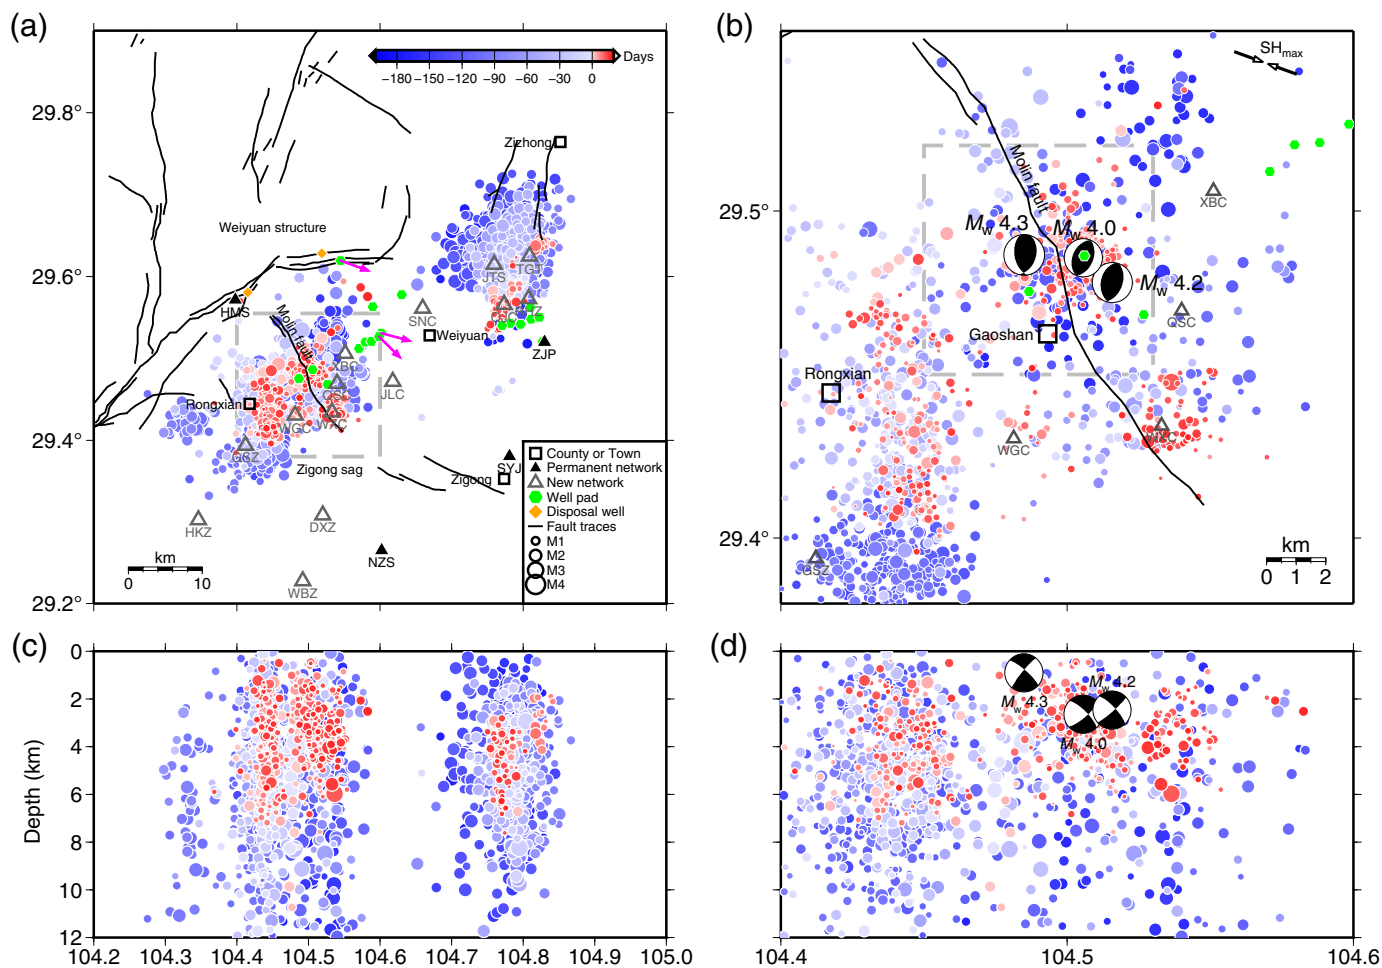 (a)
Days
−180 −150 −120 −90 −60 −30 0
29.8°
29.6°
29.4°
29.2°
Zizhong
Weiyuan structure
JTS
TGT
HMS
SNC
Weiyuan
ZJP
Molin fault
XBC
QSC
JLC
Rongxian
WGC
WXC
GSZ
Zigong sag
SYJ
Zigong
HKZ
DXZ
NZS
WBZ
km
0 10
County or Town
Permanent network
New network
Well pad
Disposal well
Fault traces
M1
M2
M3
M4
(b)
SHmax
29.5°
29.4°
Molin fault
XBC
Mw 4.3
Mw 4.0
Mw 4.2
QSC
Gaoshan
Rongxian
WGC
WXC
GSZ
km
0 1 2
(c)
Depth (km)
0
2
4
6
8
10
12
104.2 104.3 104.4 104.5 104.6 104.7 104.8 104.9 105.0
(d)
Mw 4.2
Mw 4.3
Mw 4.0
104.4 104.5 104.6